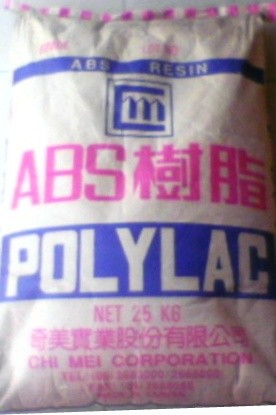 ABS RESIN
ABS樹脂
POLYLAC
NET 25 KG
奇美實業股份有限公司
CHI MEI CORPORATION